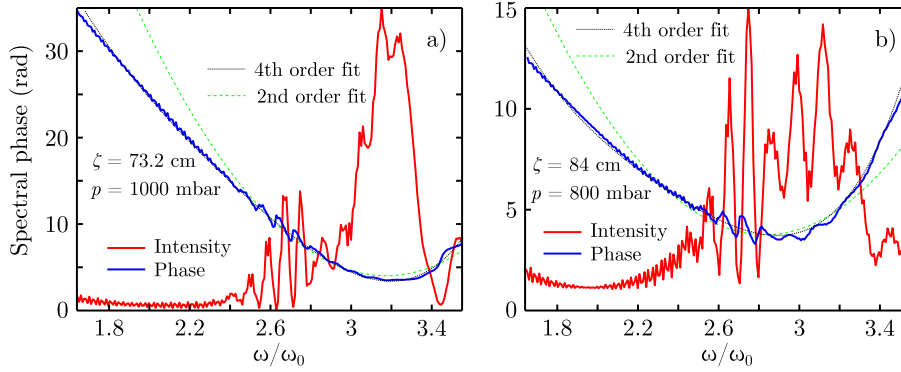 35
30
20
10
0
Spectral phase (rad)
a)
4th order fit
2nd order fit
ζ = 73.2 cm
p = 1000 mbar
Intensity
Phase
1.8 2.2 2.6 3 3.4
ω/ω₀
15
10
5
0
b)
4th order fit
2nd order fit
ζ = 84 cm
p = 800 mbar
Intensity
Phase
1.8 2.2 2.6 3 3.4
ω/ω₀